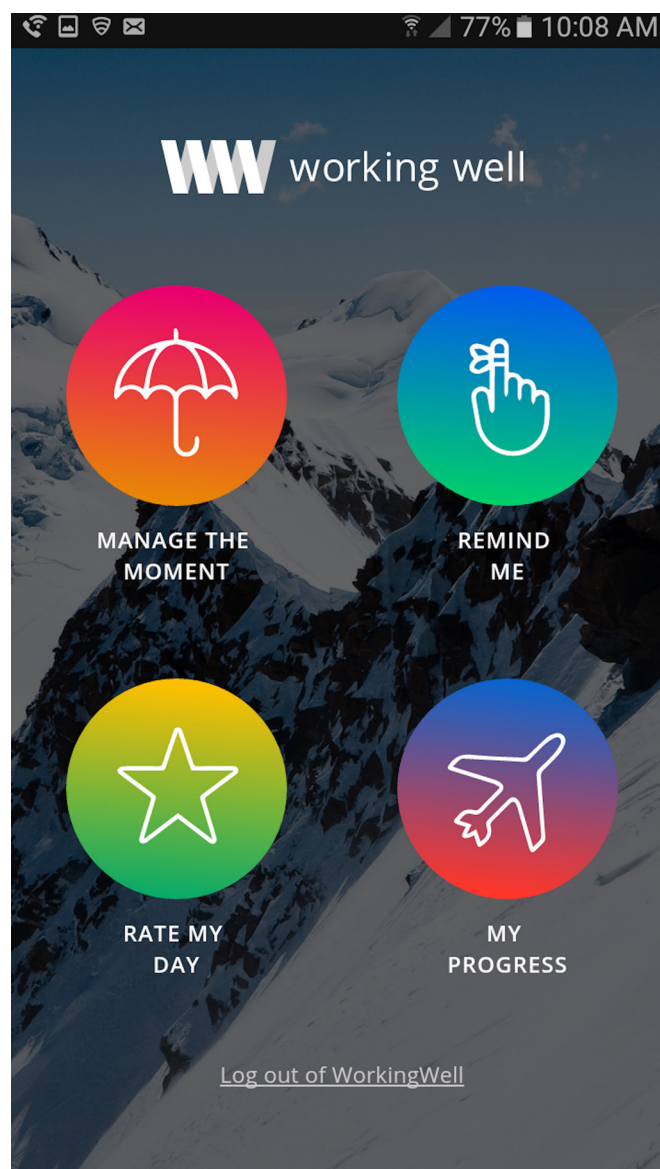 77% 10:08 AM
WW working well
MANAGE THE
MOMENT
REMIND
ME
RATE MY
DAY
MY
PROGRESS
Log out of WorkingWell